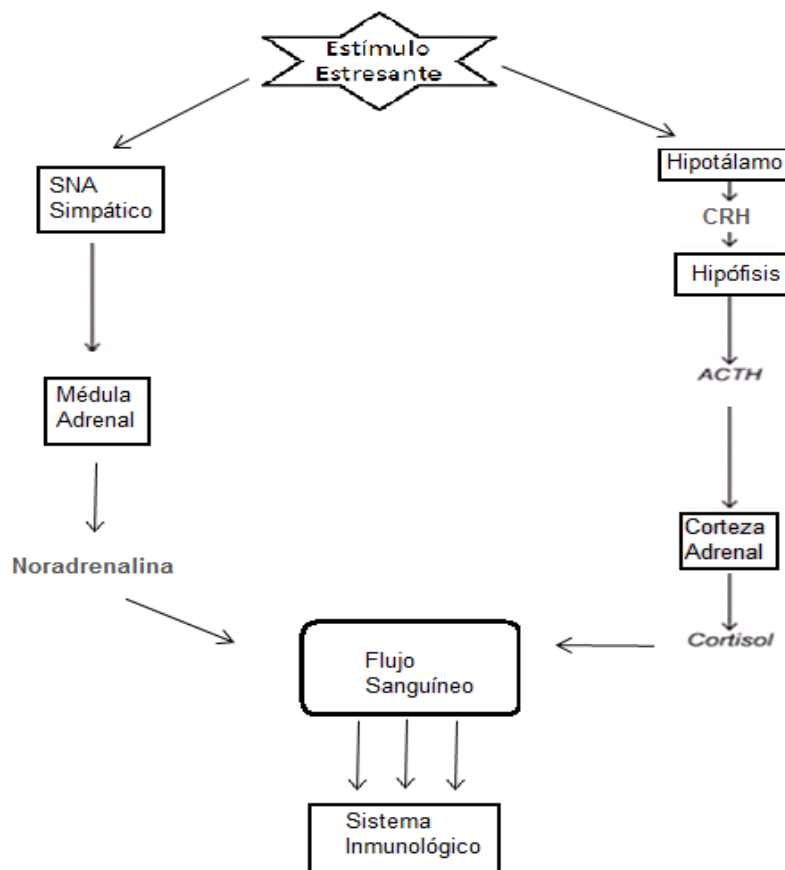 Estímulo
Estresante
SNA
Simpático
Hipotálamo
CRH
Hipófisis
ACTH
Médula
Adrenal
Corteza
Adrenal
Noradrenalina
Cortisol
Flujo
Sanguíneo
Sistema
Inmunológico